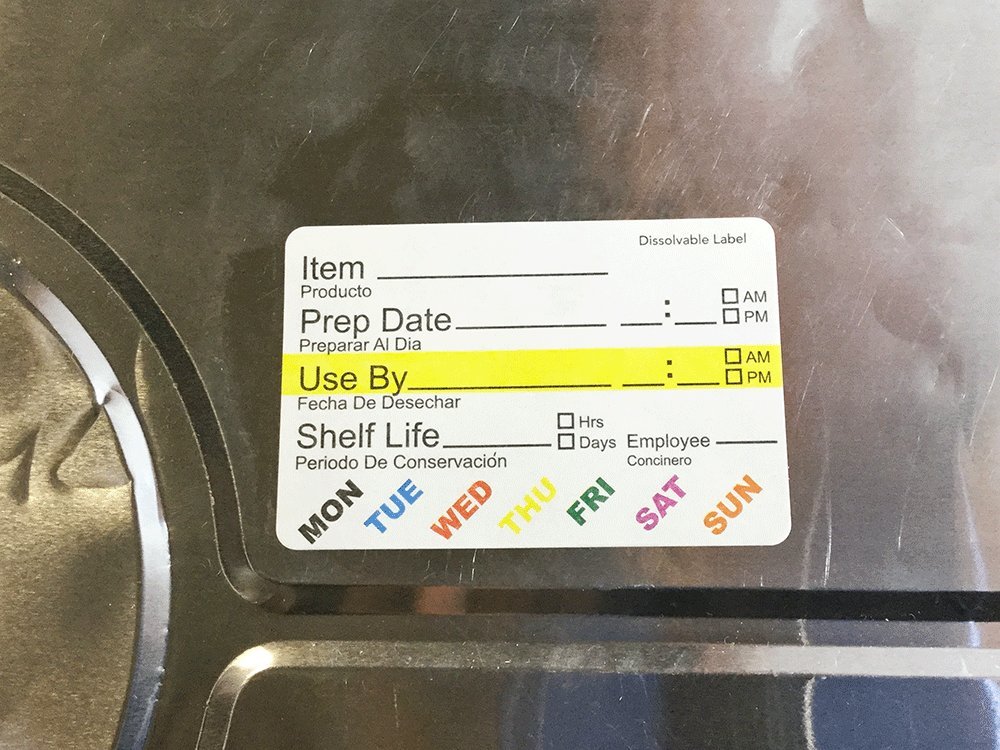 Dissolvable Label
Item
Producto
Prep Date : AM
PM
Preparar Al Dia
Use By : AM
PM
Fecha De Desechar
Shelf Life Hrs
Days Employee
Periodo De Conservación Concinero
MON TUE WED THU FRI SAT SUN